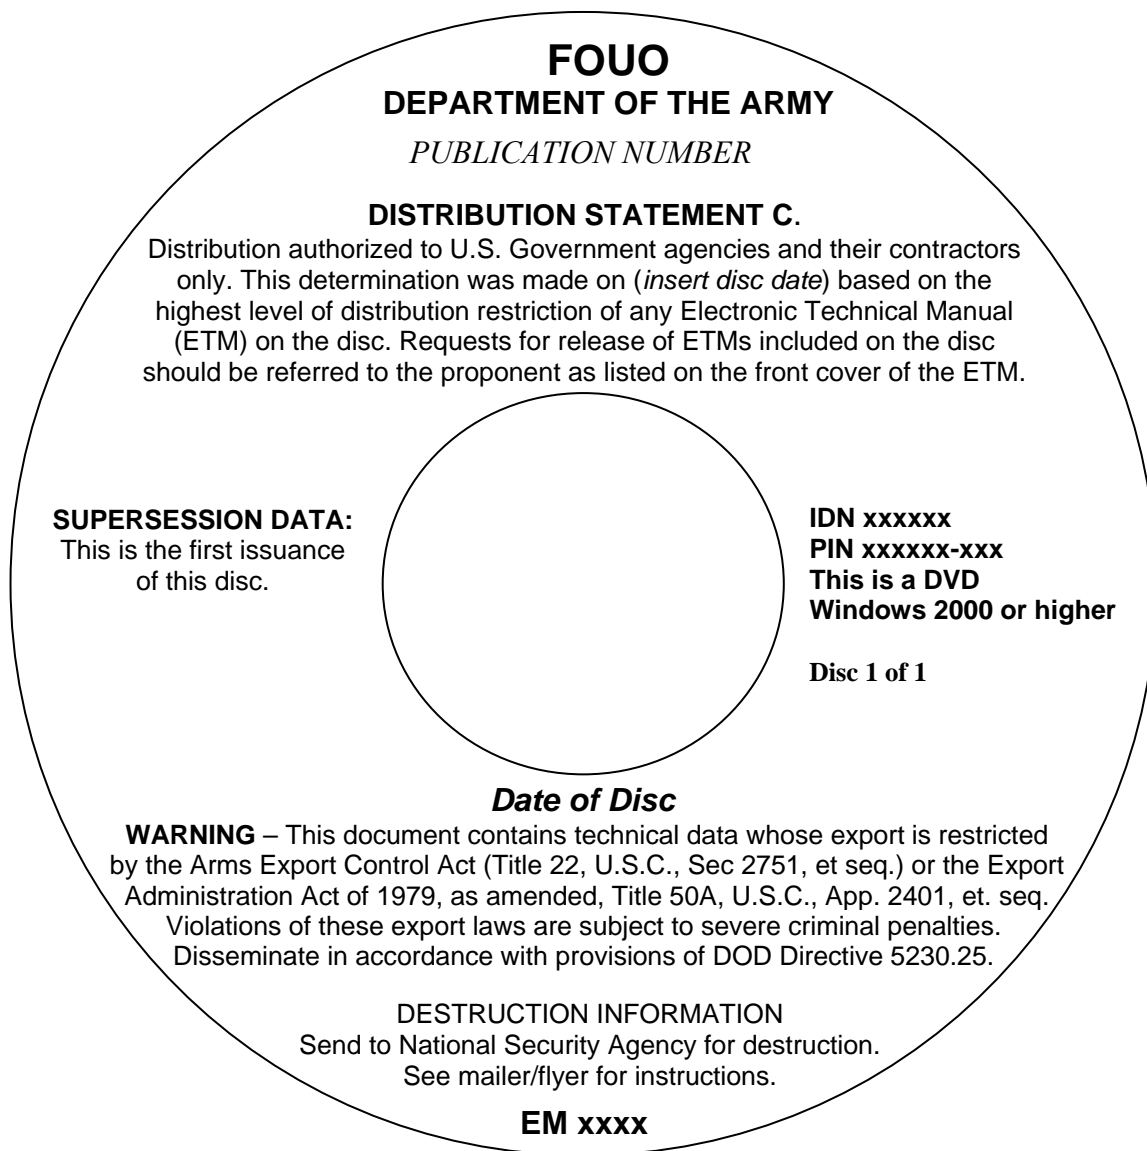 FOUO
DEPARTMENT OF THE ARMY
PUBLICATION NUMBER
DISTRIBUTION STATEMENT C.
Distribution authorized to U.S. Government agencies and their contractors
only. This determination was made on (insert disc date) based on the
highest level of distribution restriction of any Electronic Technical Manual
(ETM) on the disc. Requests for release of ETMs included on the disc
should be referred to the proponent as listed on the front cover of the ETM.
SUPERSESSION DATA:
This is the first issuance
of this disc.
IDN xxxxxx
PIN xxxxxx-xxx
This is a DVD
Windows 2000 or higher
Disc 1 of 1
Date of Disc
WARNING – This document contains technical data whose export is restricted
by the Arms Export Control Act (Title 22, U.S.C., Sec 2751, et seq.) or the Export
Administration Act of 1979, as amended, Title 50A, U.S.C., App. 2401, et. seq.
Violations of these export laws are subject to severe criminal penalties.
Disseminate in accordance with provisions of DOD Directive 5230.25.
DESTRUCTION INFORMATION
Send to National Security Agency for destruction.
See mailer/flyer for instructions.
EM xxxx